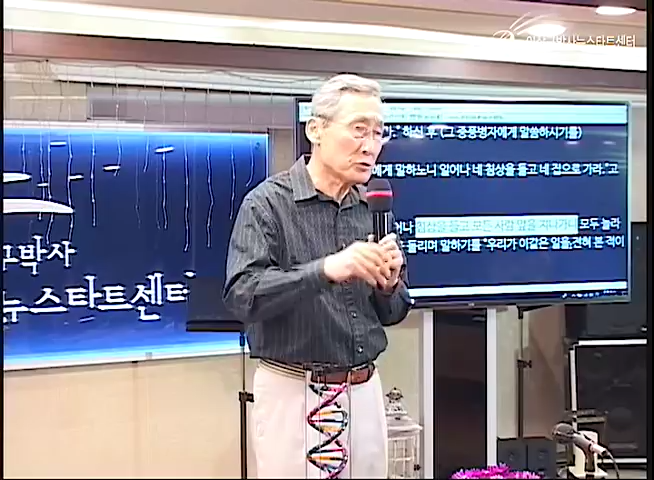 이상구박사뉴스타트센터
하신 후 (그 중풍병자에게 말씀하시기를)
에게 말하노니 일어나 네 침상을 들고 네 집으로 가라." 고
어나 침상을 들고 모든 사람 앞을 지나가니 모두 놀라
돌리며 말하기를 "우리가 이같은 일을 전혀 본 적이
구박사
뉴스타트센터